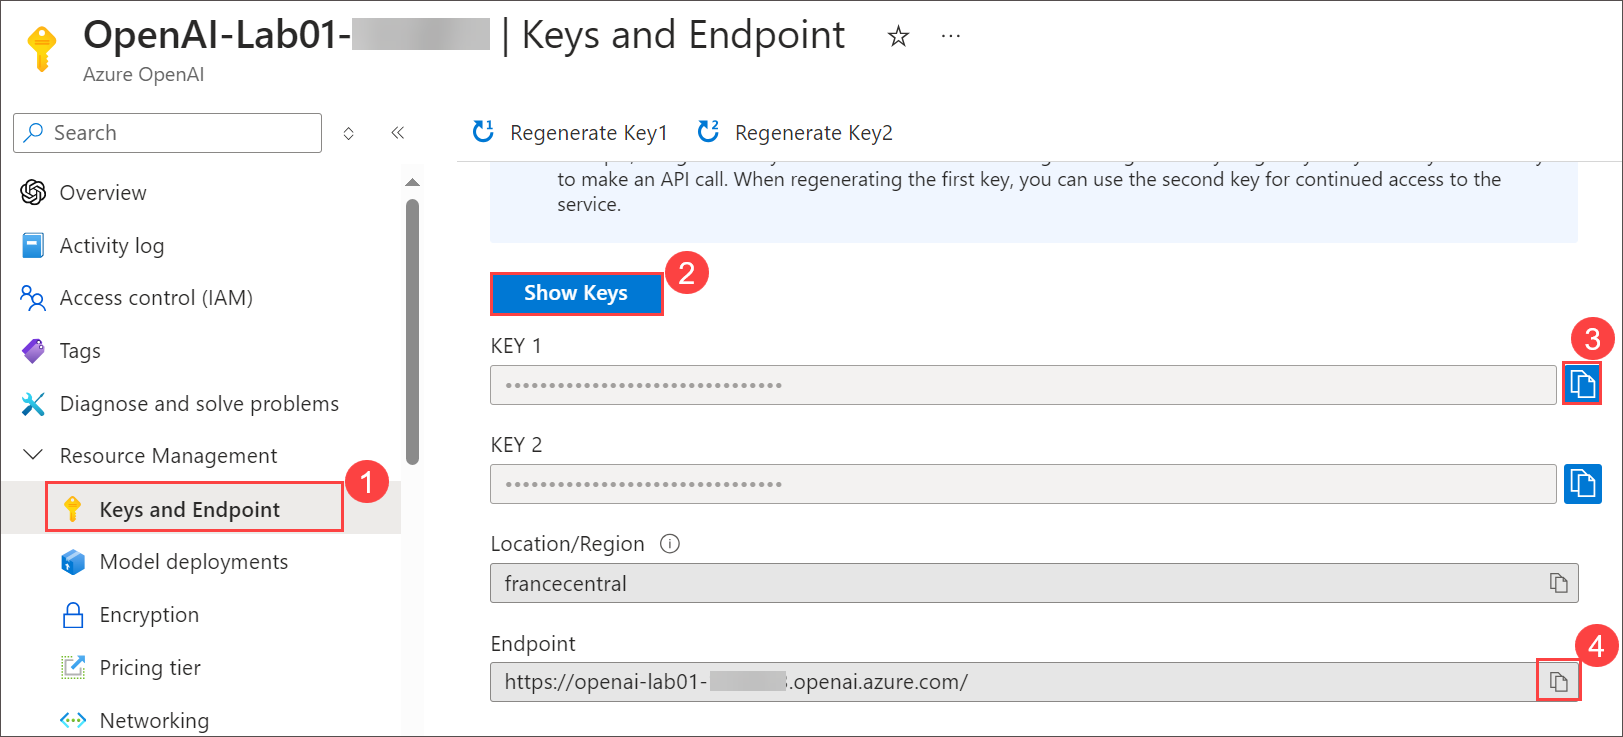 OpenAI-Lab01- | Keys and Endpoint
Azure OpenAI
Search
Regenerate Key1
Regenerate Key2
to make an API call. When regenerating the first key, you can use the second key for continued access to the
service.
Overview
Activity log
Access control (IAM)
Tags
Diagnose and solve problems
Resource Management
Keys and Endpoint
1
Model deployments
Encryption
Pricing tier
Networking
Show Keys
2
KEY 1
3
KEY 2
Location/Region
francecentral
Endpoint
4
https://openai-lab01- .openai.azure.com/